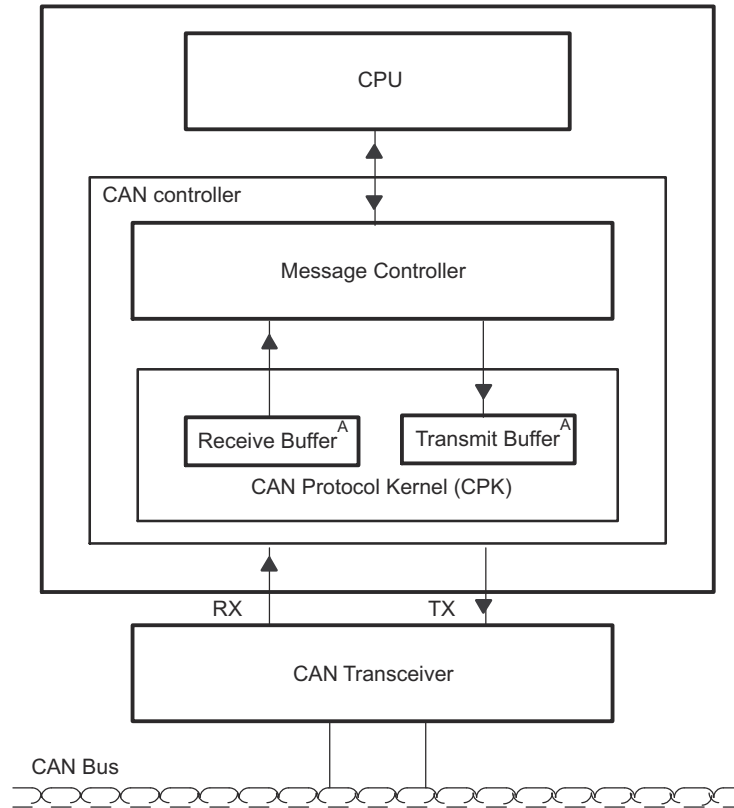 CPU
CAN controller
Message Controller
Receive Buffer A
Transmit Buffer A
CAN Protocol Kernel (CPK)
RX
TX
CAN Transceiver
CAN Bus